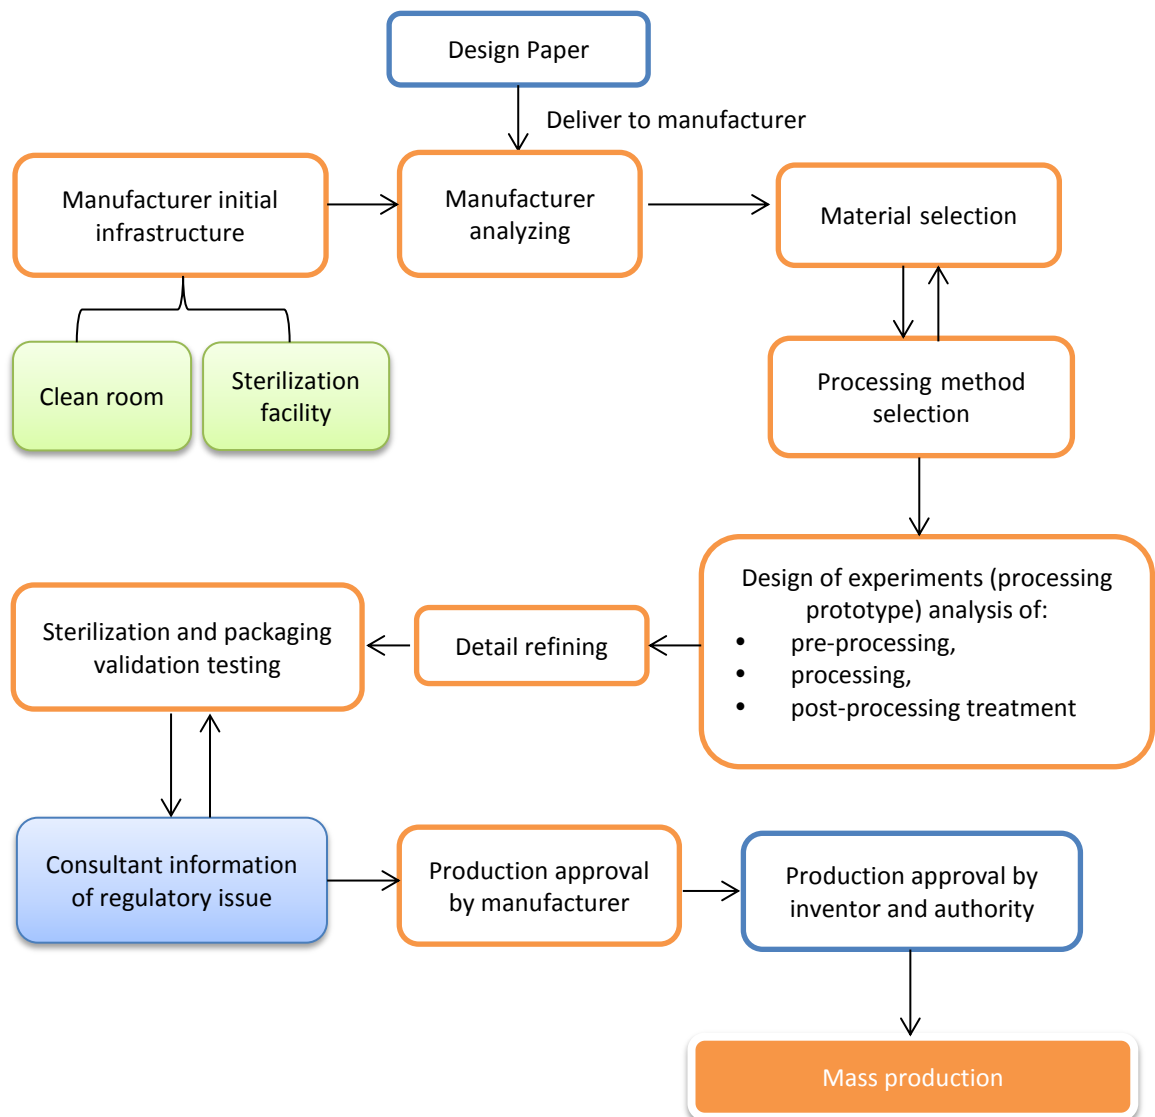 Design Paper
Deliver to manufacturer
Manufacturer initial
infrastructure
Manufacturer
analyzing
Material selection
Clean room
Sterilization
facility
Processing method
selection
Design of experiments (processing
prototype) analysis of:
• pre-processing,
• processing,
• post-processing treatment
Detail refining
Sterilization and packaging
validation testing
Consultant information
of regulatory issue
Production approval
by manufacturer
Production approval by
inventor and authority
Mass production